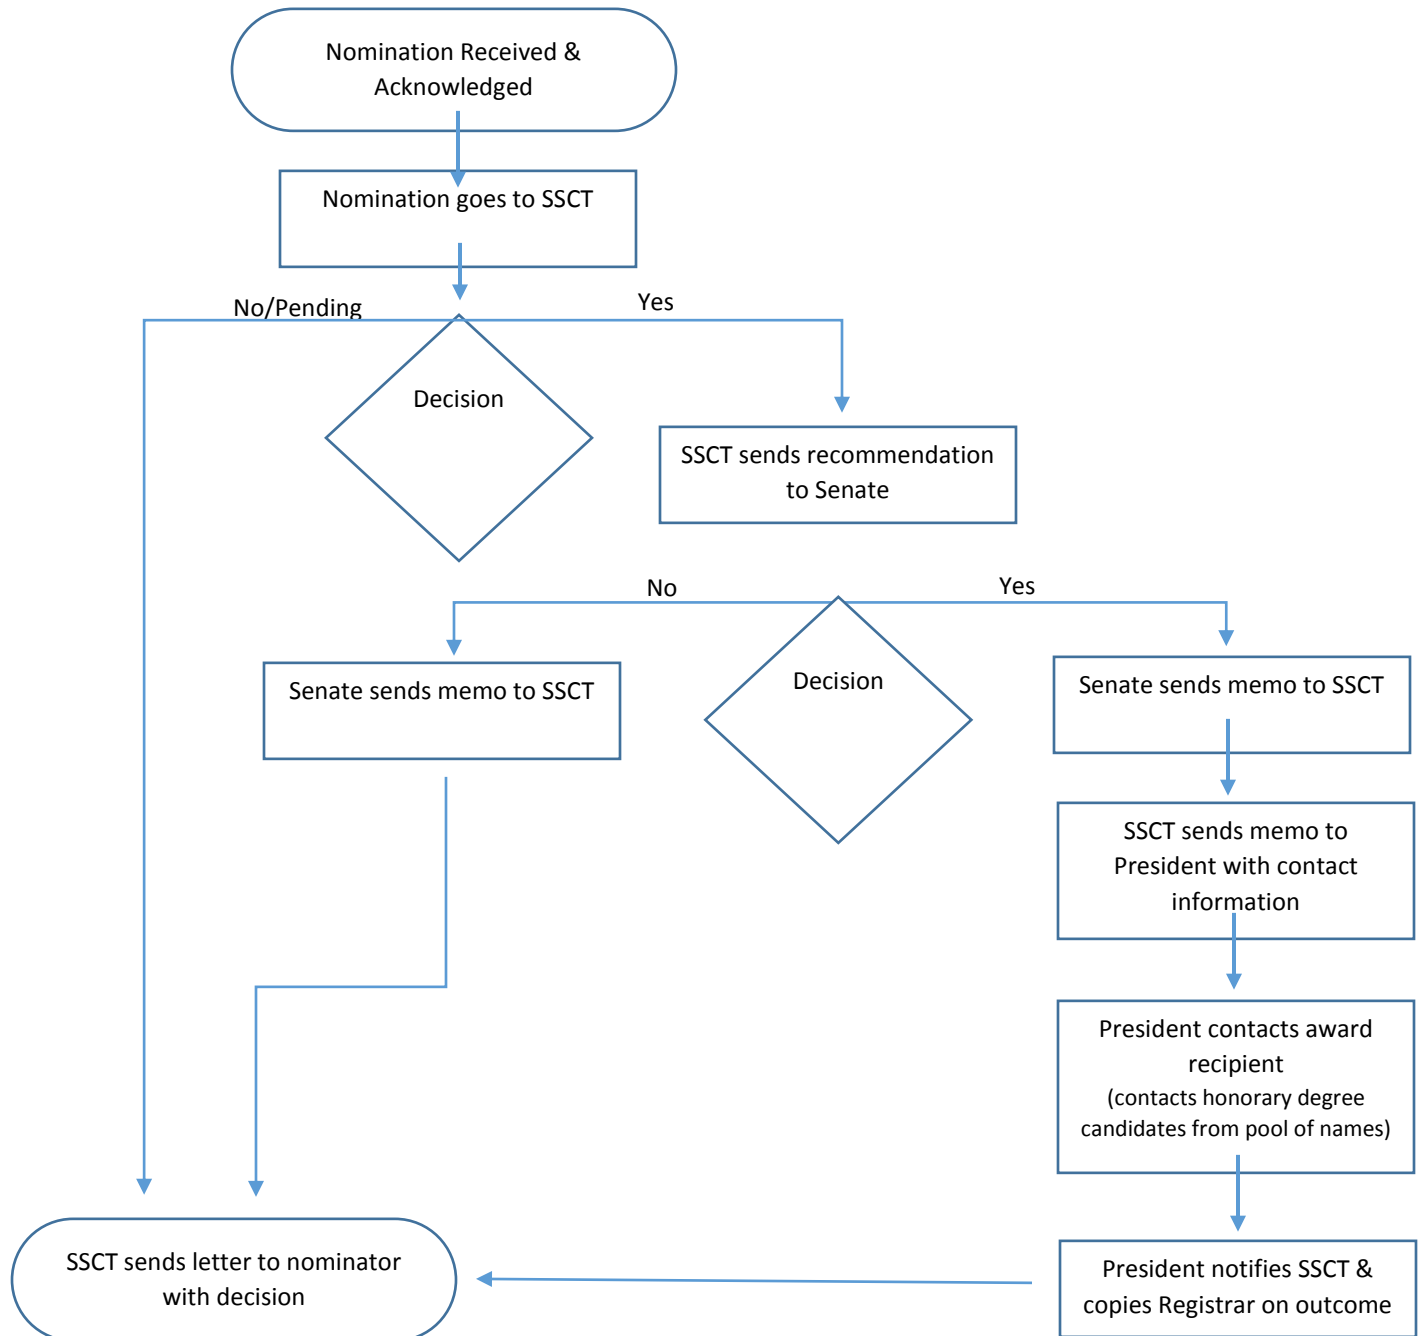 Nomination Received &
Acknowledged
Nomination goes to SSCT
No/Pending
Yes
Decision
SSCT sends recommendation
to Senate
No
Yes
Senate sends memo to SSCT
Decision
Senate sends memo to SSCT
SSCT sends memo to
President with contact
information
President contacts award
recipient
(contacts honorary degree
candidates from pool of names)
SSCT sends letter to nominator
with decision
President notifies SSCT &
copies Registrar on outcome